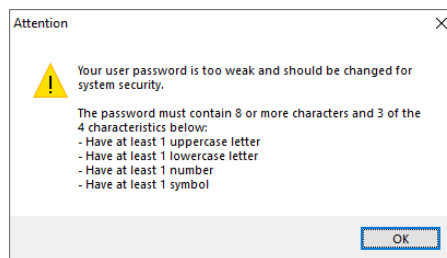 Attention
Your user password is too weak and should be changed for
system security.
The password must contain 8 or more characters and 3 of the
4 characteristics below:
- Have at least 1 uppercase letter
- Have at least 1 lowercase letter
- Have at least 1 number
- Have at least 1 symbol
OK